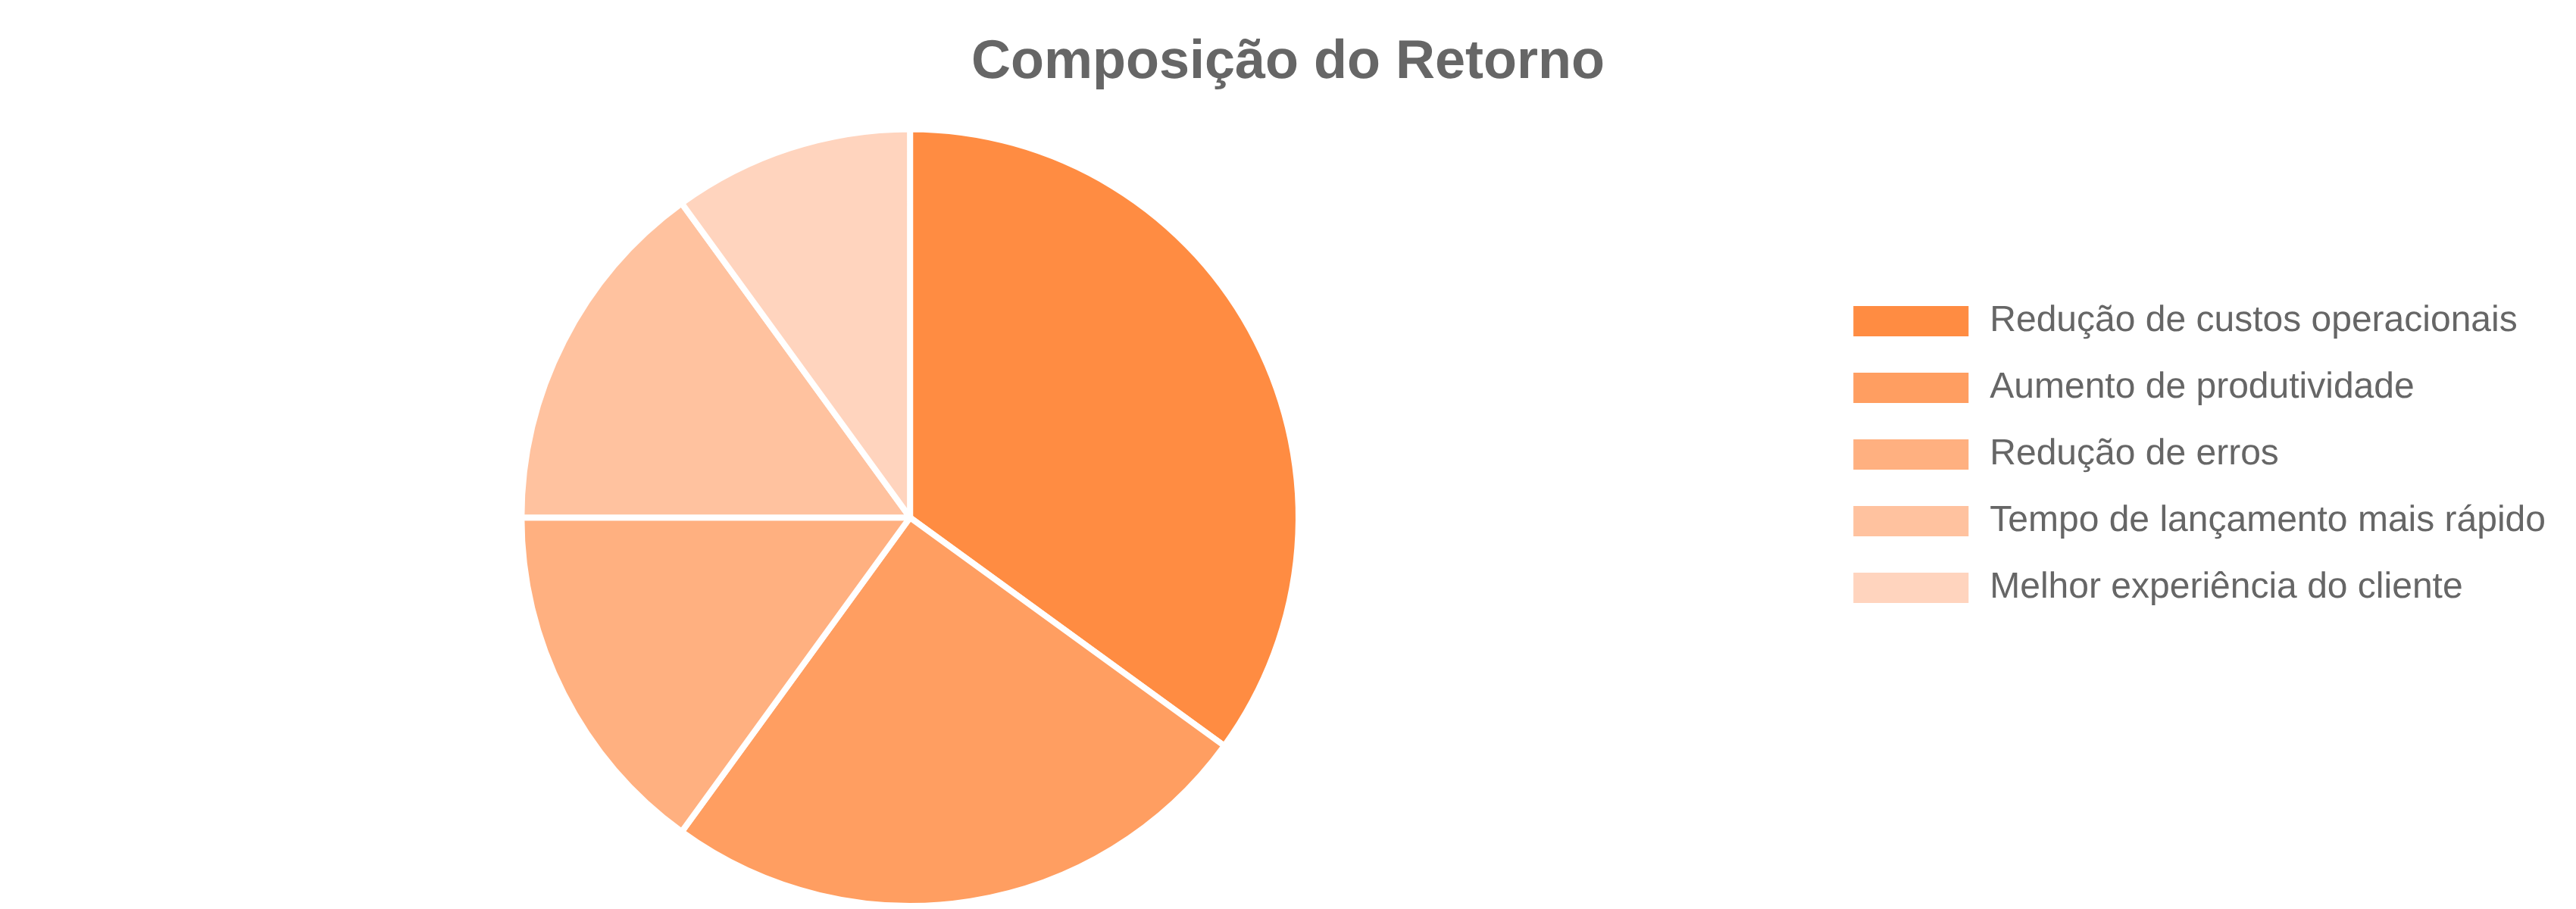 Composição do Retorno
Redução de custos operacionais
Aumento de produtividade
Redução de erros
Tempo de lançamento mais rápido
Melhor experiência do cliente